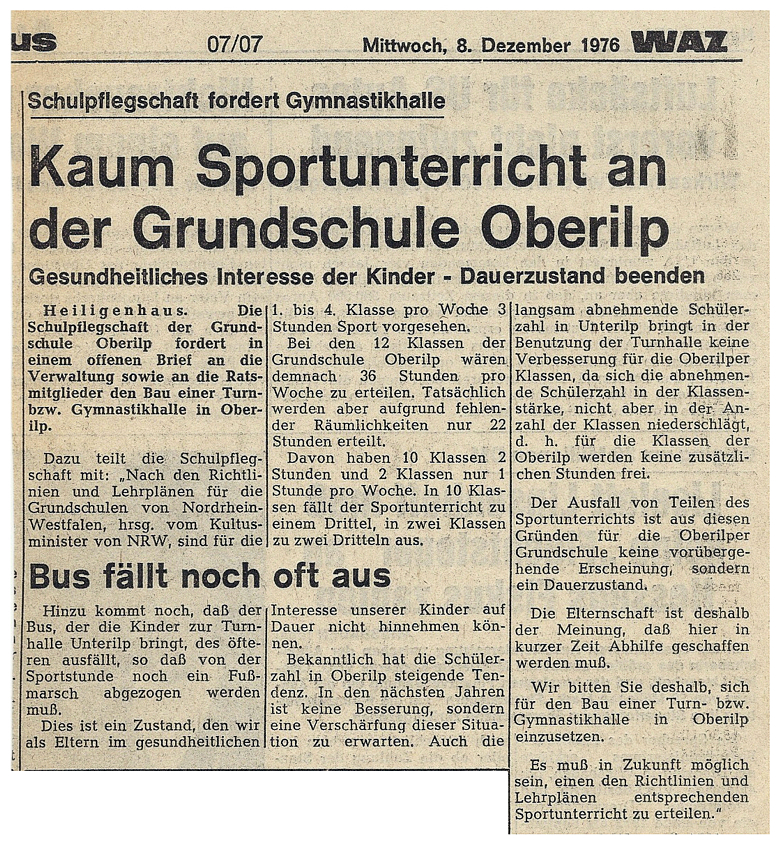 us
07/07
Mittwoch, 8. Dezember 1976 WAZ
Schulpflegschaft fordert Gymnastikhalle
Kaum Sportunterricht an
der Grundschule Oberilp
Gesundheitliches Interesse der Kinder - Dauerzustand beenden
Heiligenhaus. Die
Schulpflegschaft der Grund-
schule Oberilp fordert in
einem offenen Brief an die
Verwaltung sowie an die Rats-
mitglieder den Bau einer Turn-
bzw. Gymnastikhalle in Ober-
ilp.
Dazu teilt die Schulpfleg-
schaft mit: „Nach den Richtli-
nien und Lehrplänen für die
Grundschulen von Nordrhein-
Westfalen, hrsg. vom Kultus-
minister von NRW, sind für die
1. bis 4. Klasse pro Woche 3
Stunden Sport vorgesehen.
Bei den 12 Klassen der
Grundschule Oberilp wären
demnach 36 Stunden pro
Woche zu erteilen. Tatsächlich
werden aber aufgrund fehlen-
der Räumlichkeiten nur 22
Stunden erteilt.
Davon haben 10 Klassen 2
Stunden und 2 Klassen nur 1
Stunde pro Woche. In 10 Klas-
sen fällt der Sportunterricht zu
einem Drittel, in zwei Klassen
zu zwei Dritteln aus.
Bus fällt noch oft aus
Hinzu kommt noch, daß der
Bus, der die Kinder zur Turn-
halle Unterilp bringt, des öfte-
ren ausfällt, so daß von der
Sportstunde noch ein Fuß-
marsch abgezogen werden
muß.
Dies ist ein Zustand, den wir
als Eltern im gesundheitlichen
Interesse unserer Kinder auf
Dauer nicht hinnehmen kön-
nen.
Bekanntlich hat die Schüler-
zahl in Oberilp steigende Ten-
denz. In den nächsten Jahren
ist keine Besserung, sondern
eine Verschärfung dieser Situa-
tion zu erwarten. Auch die
langsam abnehmende Schüler-
zahl in Unterilp bringt in der
Benutzung der Turnhalle keine
Verbesserung für die Oberilper
Klassen, da sich die abnehmen-
de Schülerzahl in der Klassen-
stärke, nicht aber in der An-
zahl der Klassen niederschlägt,
d. h. für die Klassen der
Oberilp werden keine zusätzli-
chen Stunden frei.
Der Ausfall von Teilen des
Sportunterrichts ist aus diesen
Gründen für die Oberilper
Grundschule keine vorüberge-
hende Erscheinung, sondern
ein Dauerzustand.
Die Elternschaft ist deshalb
der Meinung, daß hier in
kurzer Zeit Abhilfe geschaffen
werden muß.
Wir bitten Sie deshalb, sich
für den Bau einer Turn- bzw.
Gymnastikhalle in Oberilp
einzusetzen.
Es muß in Zukunft möglich
sein, einen den Richtlinien und
Lehrplänen entsprechenden
Sportunterricht zu erteilen.“